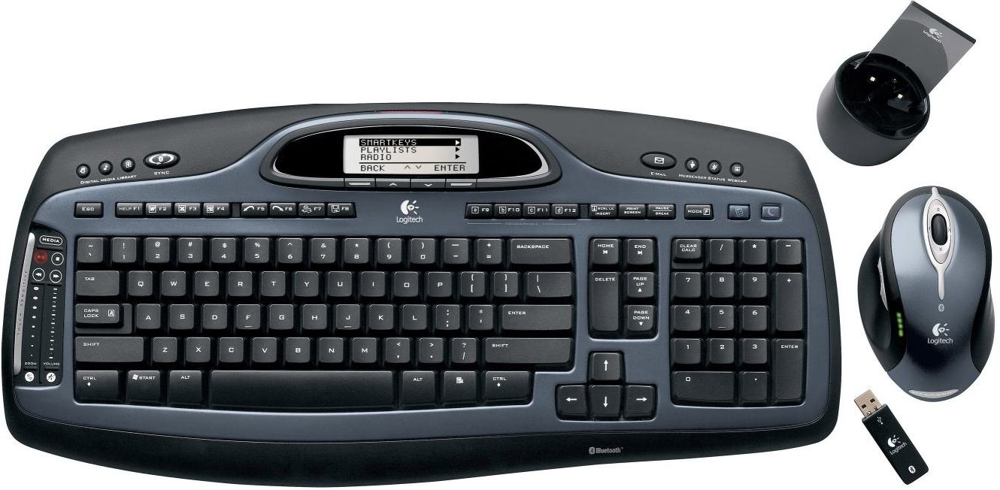 Logitech
SMARTKEYS
PLAYLISTS
RADIO
BACK ENTER
DIGITAL MEDIA LIBRARY
SYNC
E-MAIL
MESSENGER STATUS WEBCAM
ESC HELP F1 F2 F3 F4 F5 F6 F7 F8
Logitech
a F9 b F10 c F11 d F12 SCRL LK INSERT PRINT SCREEN PAUSE BREAK MODE F
MEDIA
~ ! @ # $ % ^ & * ( ) — + BACKSPACE
` 1 2 3 4 5 6 7 8 9 0 – =
HOME END CLEAR CALC / * –
TAB Q W E R T Y U I O P { [ } ] | \
DELETE PAGE UP 7 8 9 +
CAPS LOCK A A S D F G H J K L : ; " ' ENTER
PAGE DOWN 4 5 6
SHIFT Z X C V B N M < , > . ? / SHIFT
1 2 3 ENTER
CTRL START ALT ALT CTRL
← ↑ ↓ →
0 .
TOUCH SENSITIVE
ZOOM VOLUME
Bluetooth
Logitech
Logitech